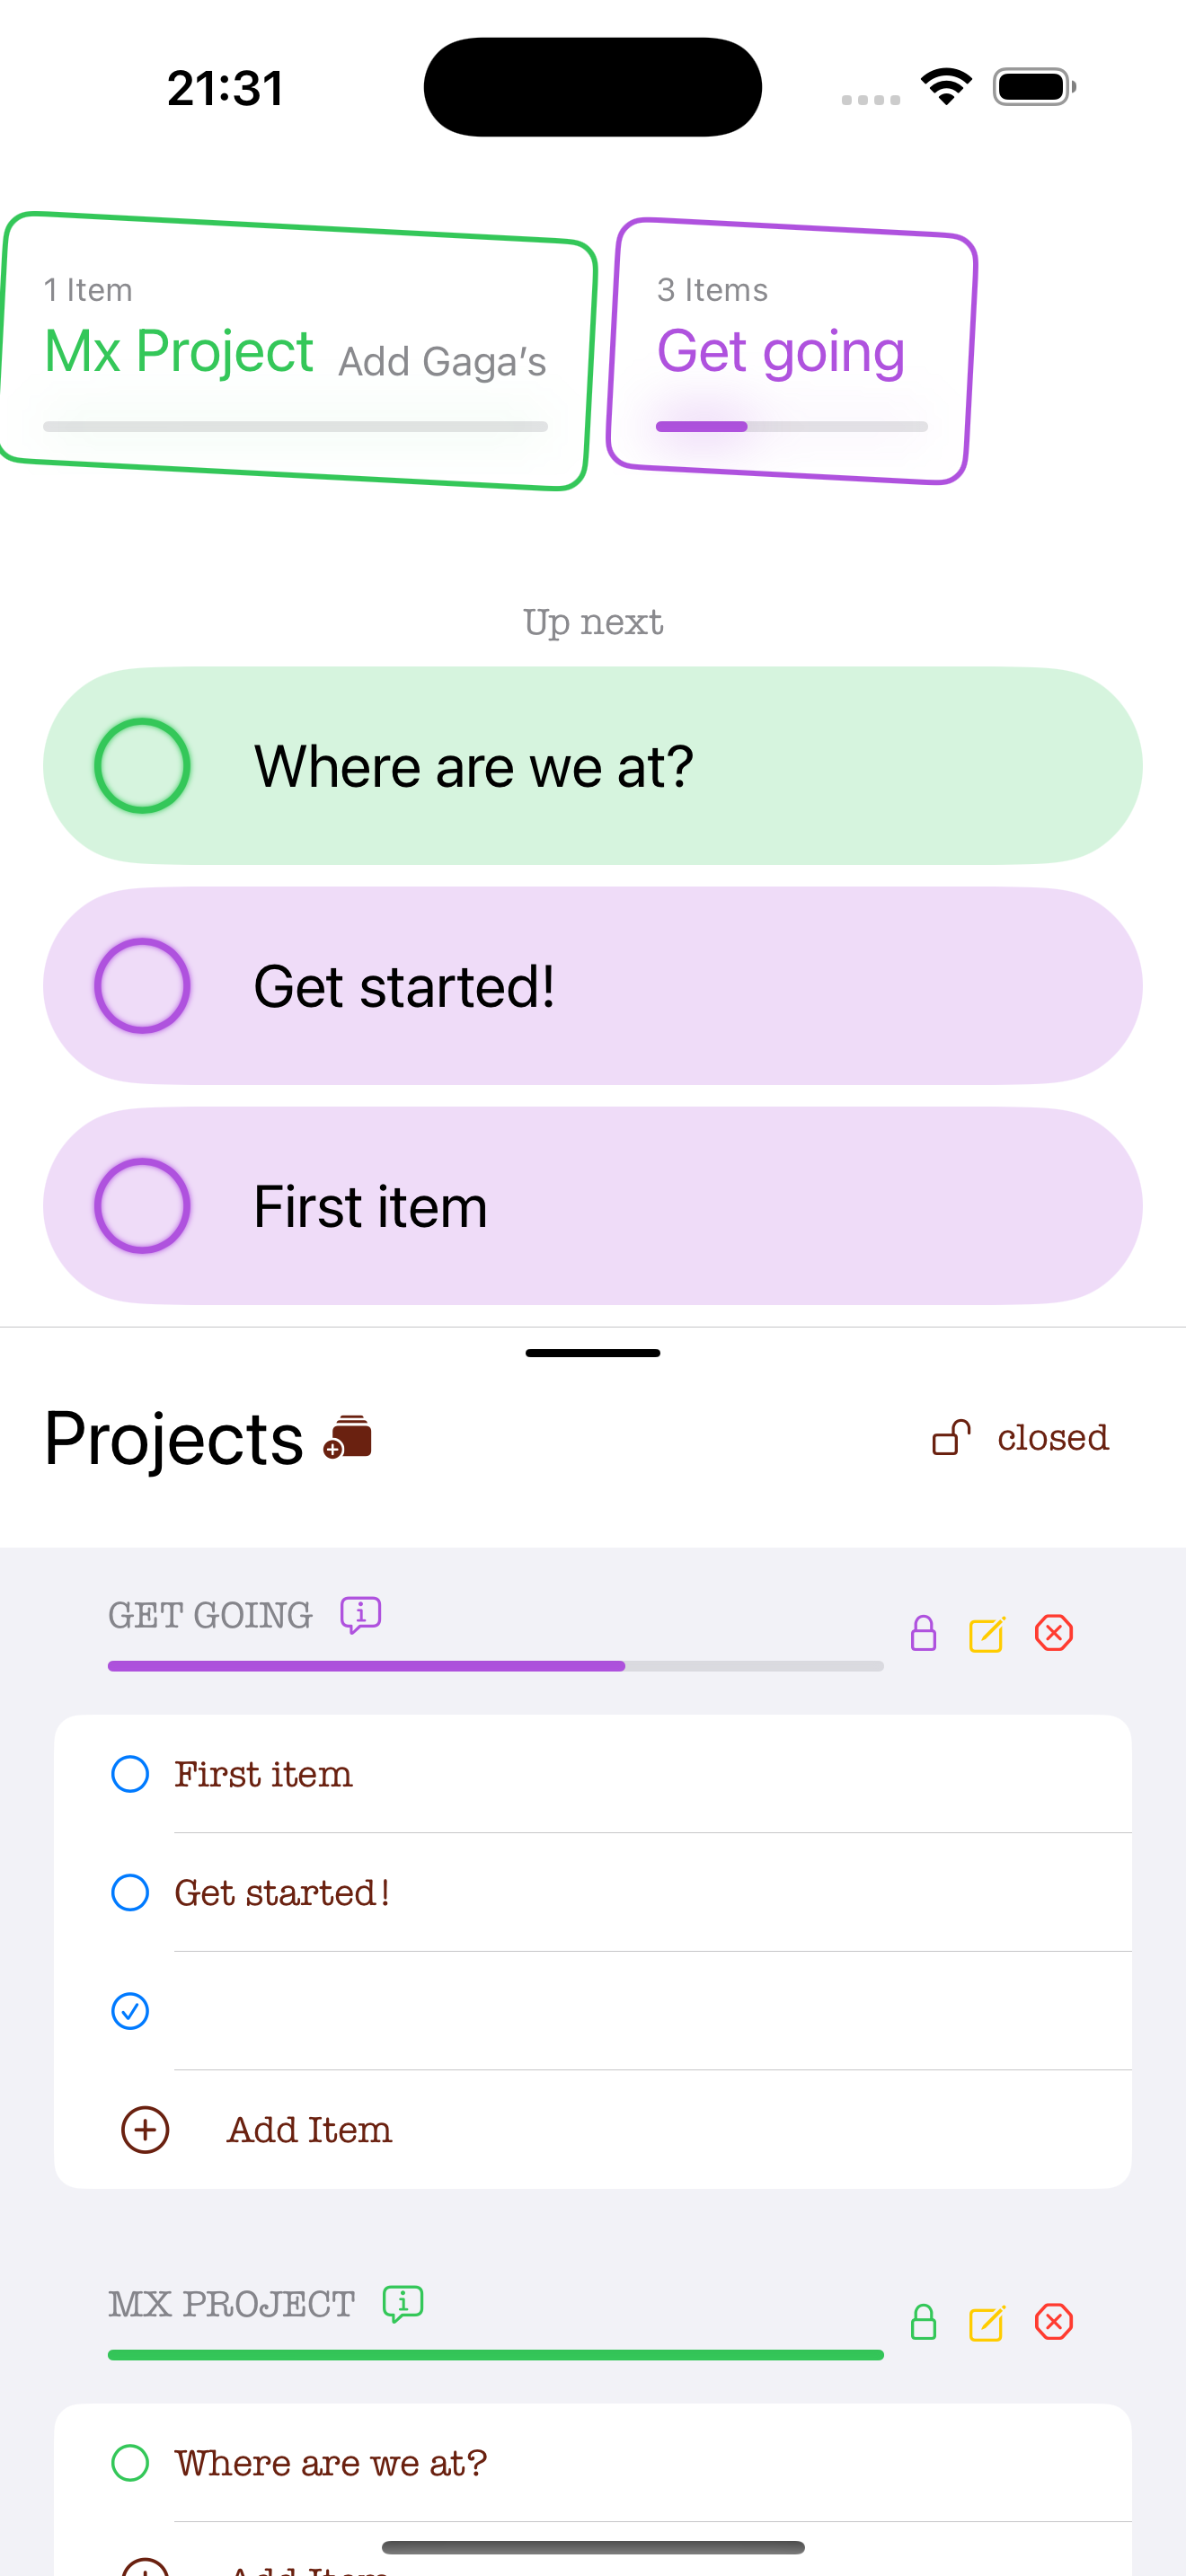 21:31
1 Item
Mx Project Add Gaga’s
3 Items
Get going
Up next
Where are we at?
Get started!
First item
Projects
closed
GET GOING
First item
Get started!
Add Item
MX PROJECT
Where are we at?
Add Item